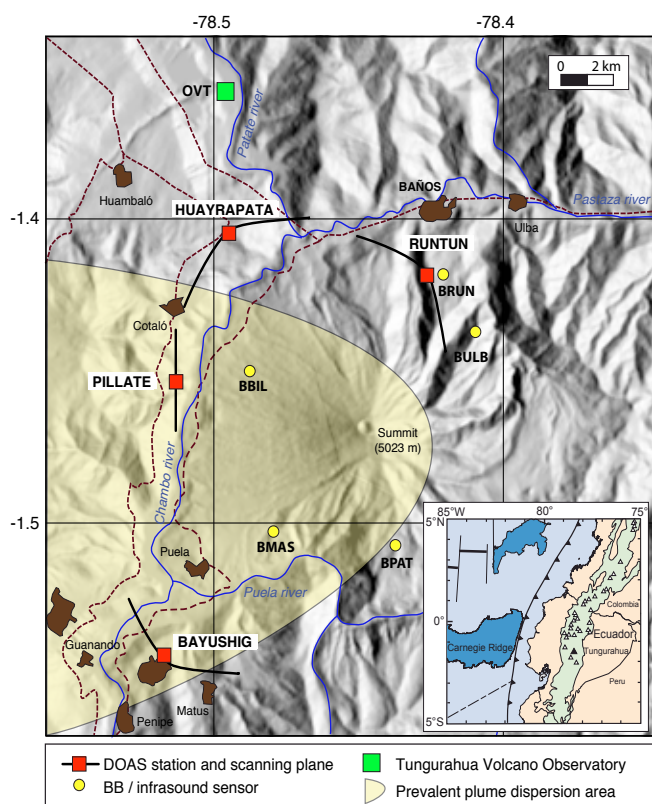 -78.5
-78.4
0 2 km
OVT
Patate river
Huambaló
BAÑOS
Pastaza river
HUAYRAPATA
-1.4
Ulba
RUNTUN
BRUN
Cotaló
BULB
BBIL
PILLATE
Summit
(5023 m)
Chambo river
-1.5
BMAS
BPAT
Puela
Puela river
Guanando
BAYUSHIG
Matus
Penipe
85°W
80°
75°
5°N
Colombia
0°
Ecuador
Carnegie Ridge
Tungurahua
Peru
5°S
DOAS station and scanning plane
Tungurahua Volcano Observatory
BB / infrasound sensor
Prevalent plume dispersion area